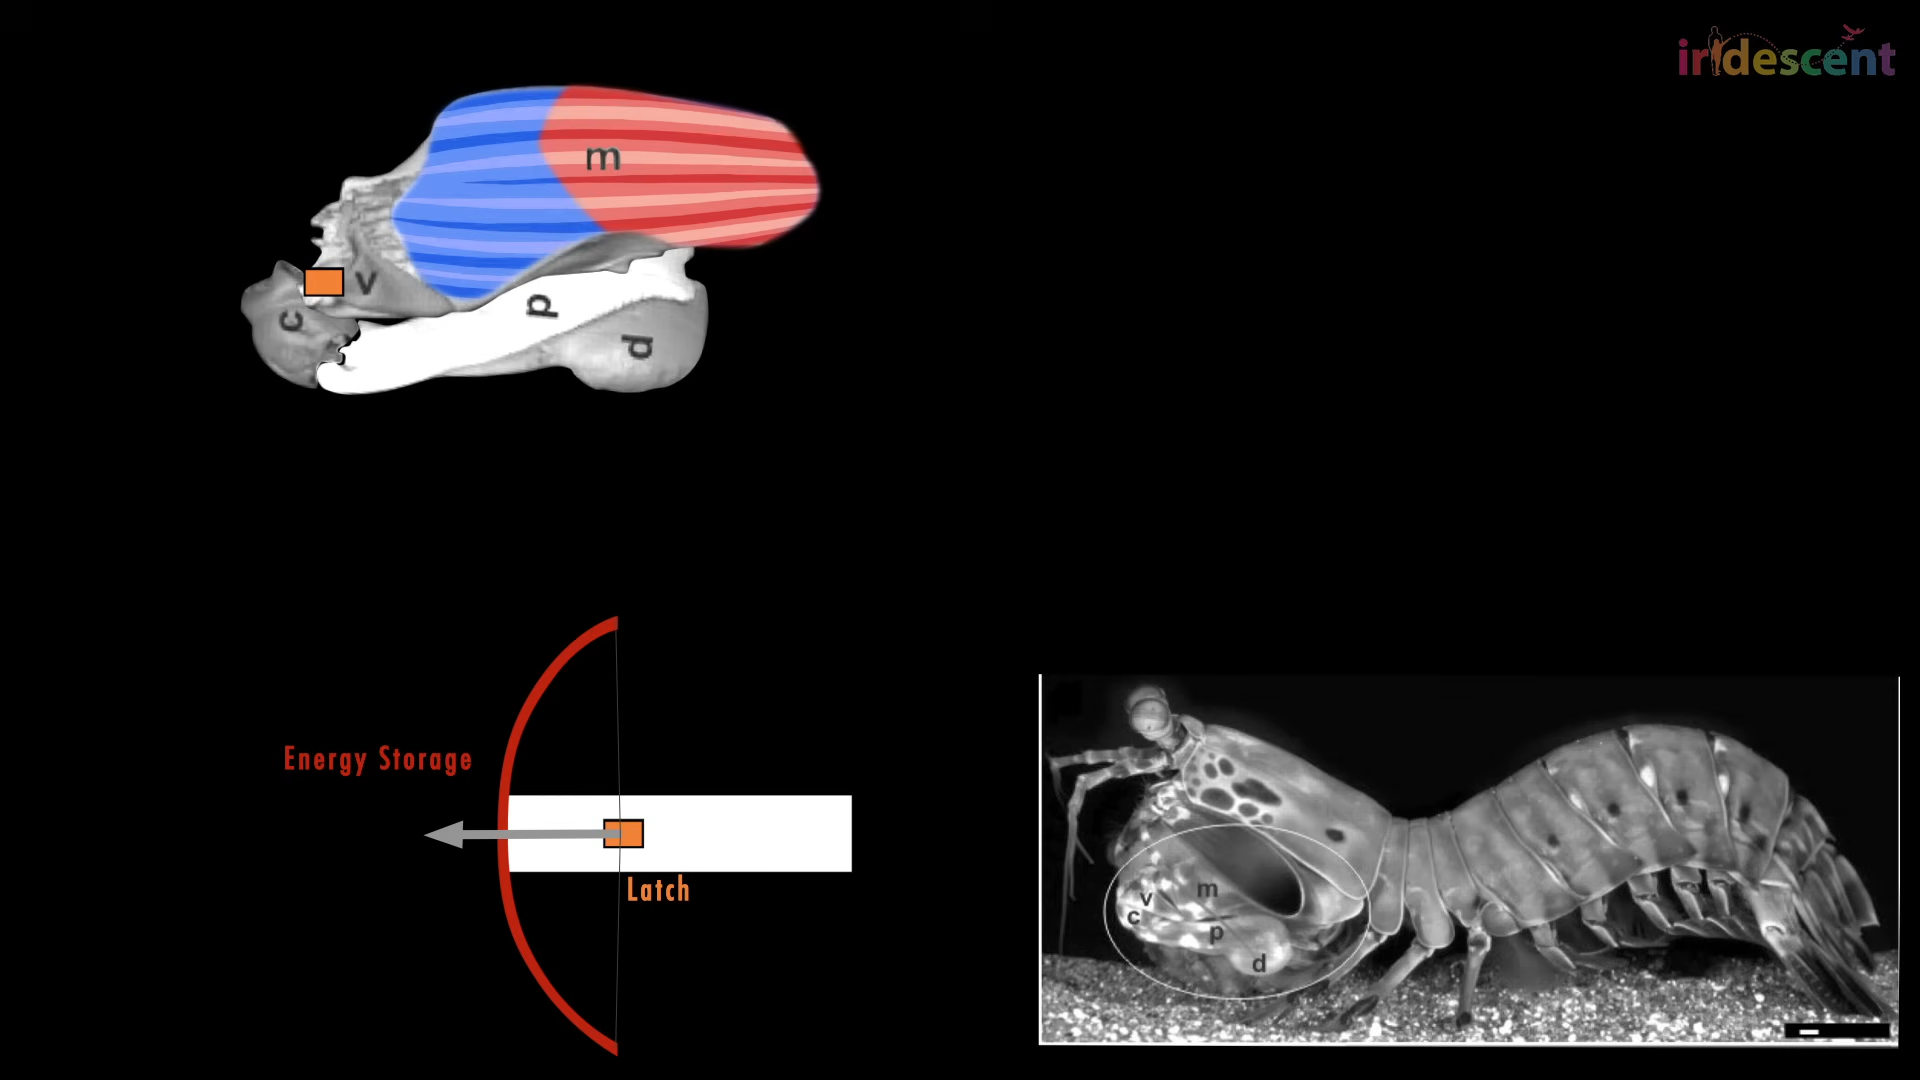 iridescent
m
v
c
p
d
Energy Storage
Latch
m
v
c
p
d